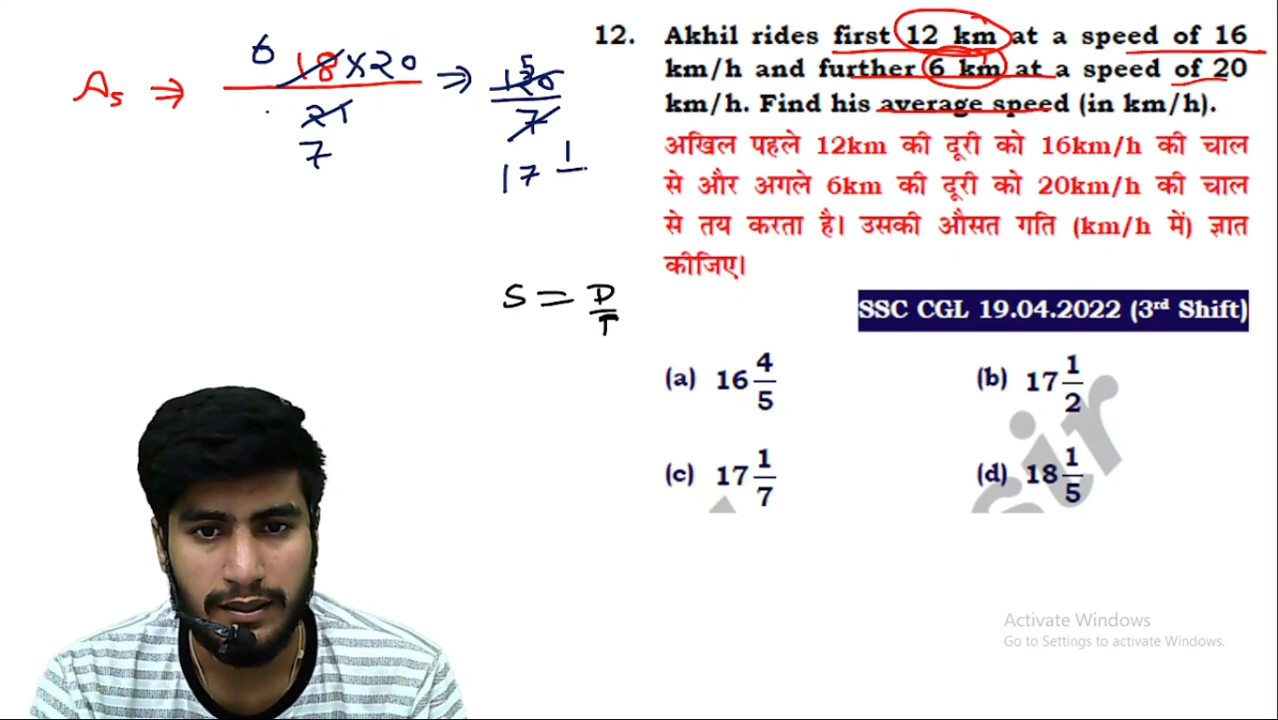 12. Akhil rides first 12 km at a speed of 16
km/h and further 6 km at a speed of 20
km/h. Find his average speed (in km/h).
अखिल पहले 12km की दूरी को 16km/h की चाल
से और अगले 6km की दूरी को 20km/h की चाल
से तय करता है। उसकी औसत गति (km/h में) ज्ञात
कीजिए।
SSC CGL 19.04.2022 (3rd Shift)
(a) 16 4/5
(b) 17 1/2
(c) 17 1/7
(d) 18 1/5
6
As ⇒ 18×20 ⇒ 120
21 7
7
17 1
S = D/T
Sir
Activate Windows
Go to Settings to activate Windows.